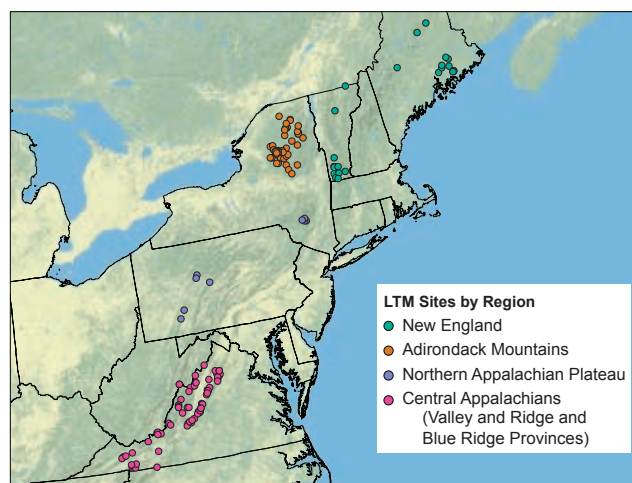 LTM Sites by Region
New England
Adirondack Mountains
Northern Appalachian Plateau
Central Appalachians
(Valley and Ridge and
Blue Ridge Provinces)